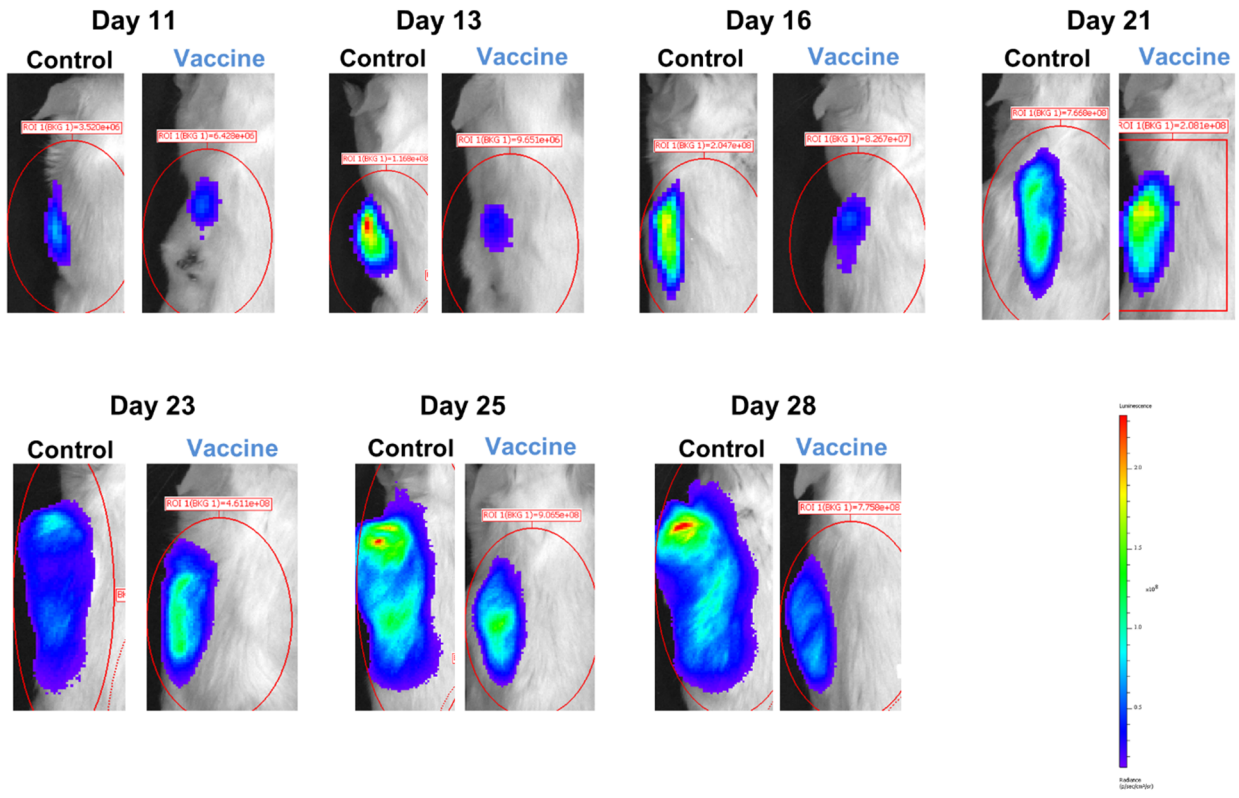 Day 11
Day 13
Day 16
Day 21
Control
Vaccine
Control
Vaccine
Control
Vaccine
Control
Vaccine
ROI 1(BKG 1)=3.520e+06
ROI 1(BKG 1)=6.428e+06
ROI 1(BKG 1)=1.168e+08
ROI 1(BKG 1)=9.651e+06
ROI 1(BKG 1)=2.047e+08
ROI 1(BKG 1)=8.267e+07
ROI 1(BKG 1)=7.668e+08
ROI 1(BKG 1)=2.081e+08
Day 23
Day 25
Day 28
Control
Vaccine
Control
Vaccine
Control
Vaccine
ROI 1(BKG 1)=4.611e+08
ROI 1(BKG 1)=9.065e+08
ROI 1(BKG 1)=7.758e+08
Luminescence
2.0
1.5
x10⁸
1.0
0.5
Radiance
(p/sec/cm²/sr)